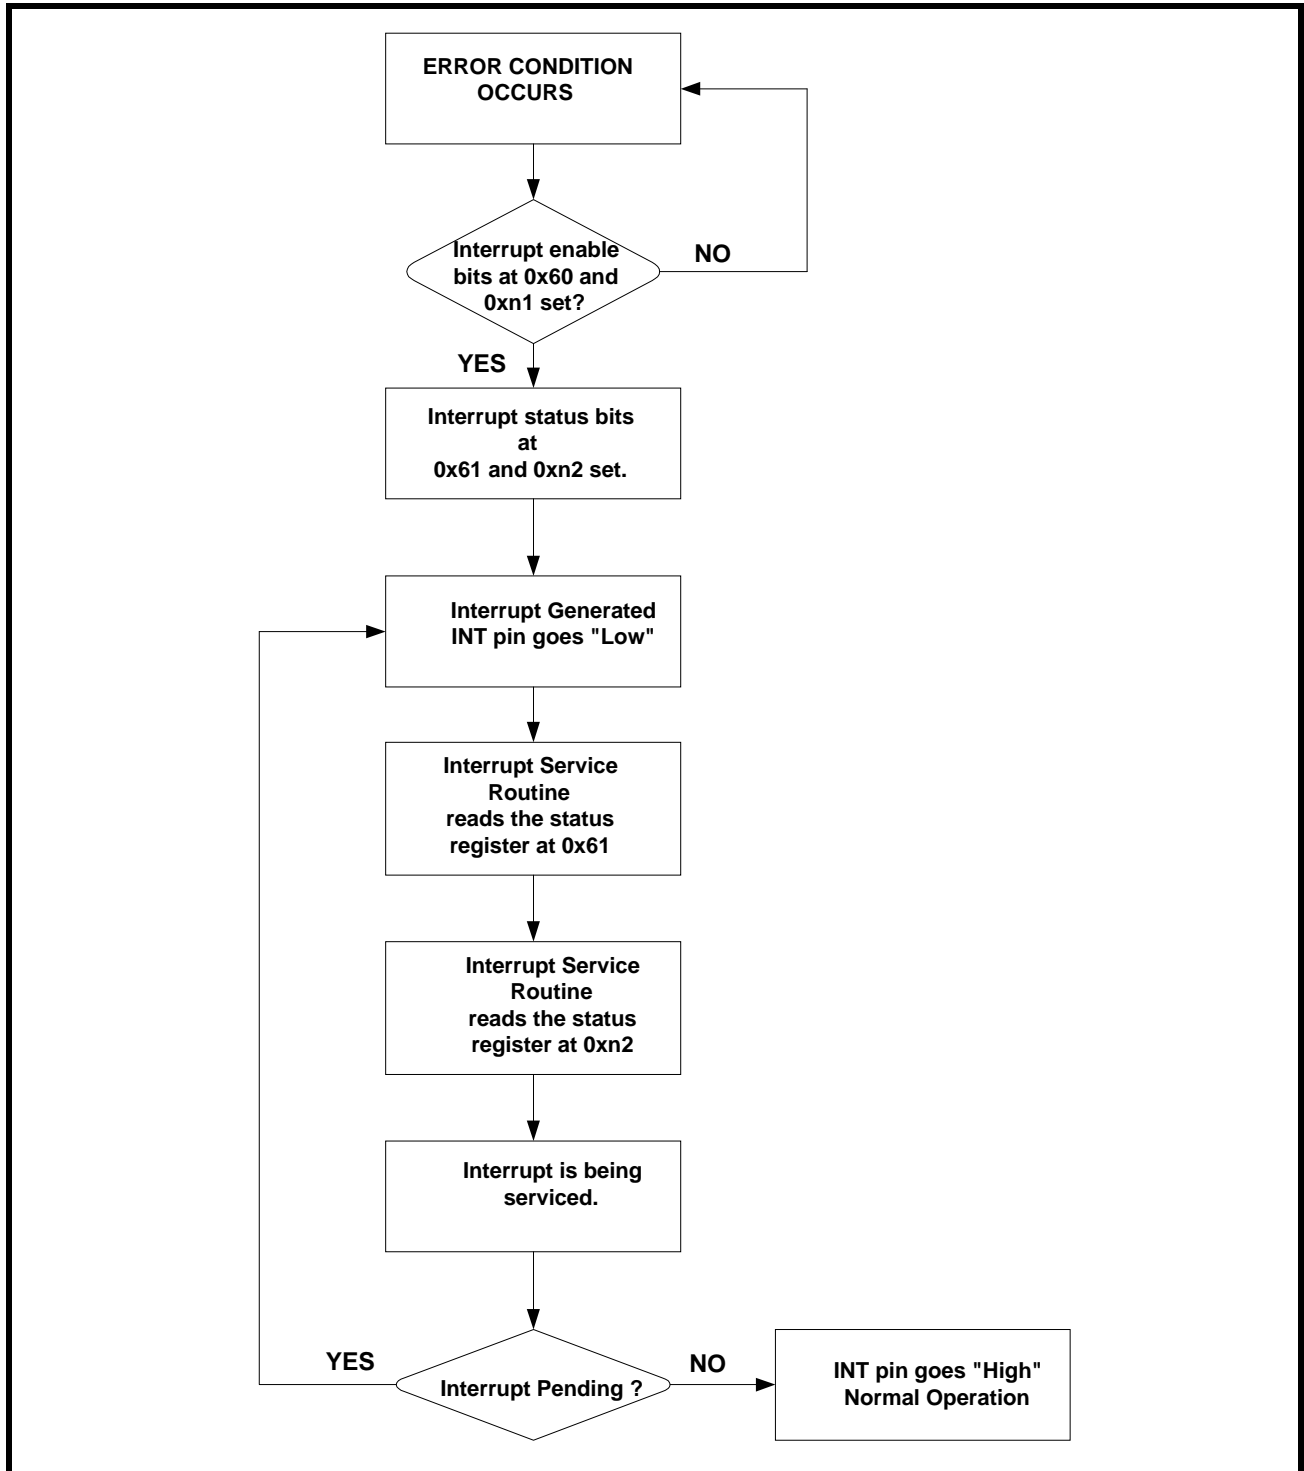 ERROR CONDITION
OCCURS
Interrupt enable
bits at 0x60 and
0xn1 set?
NO
YES
Interrupt status bits
at
0x61 and 0xn2 set.
Interrupt Generated
INT pin goes "Low"
Interrupt Service
Routine
reads the status
register at 0x61
Interrupt Service
Routine
reads the status
register at 0xn2
Interrupt is being
serviced.
YES
Interrupt Pending ?
NO
INT pin goes "High"
Normal Operation